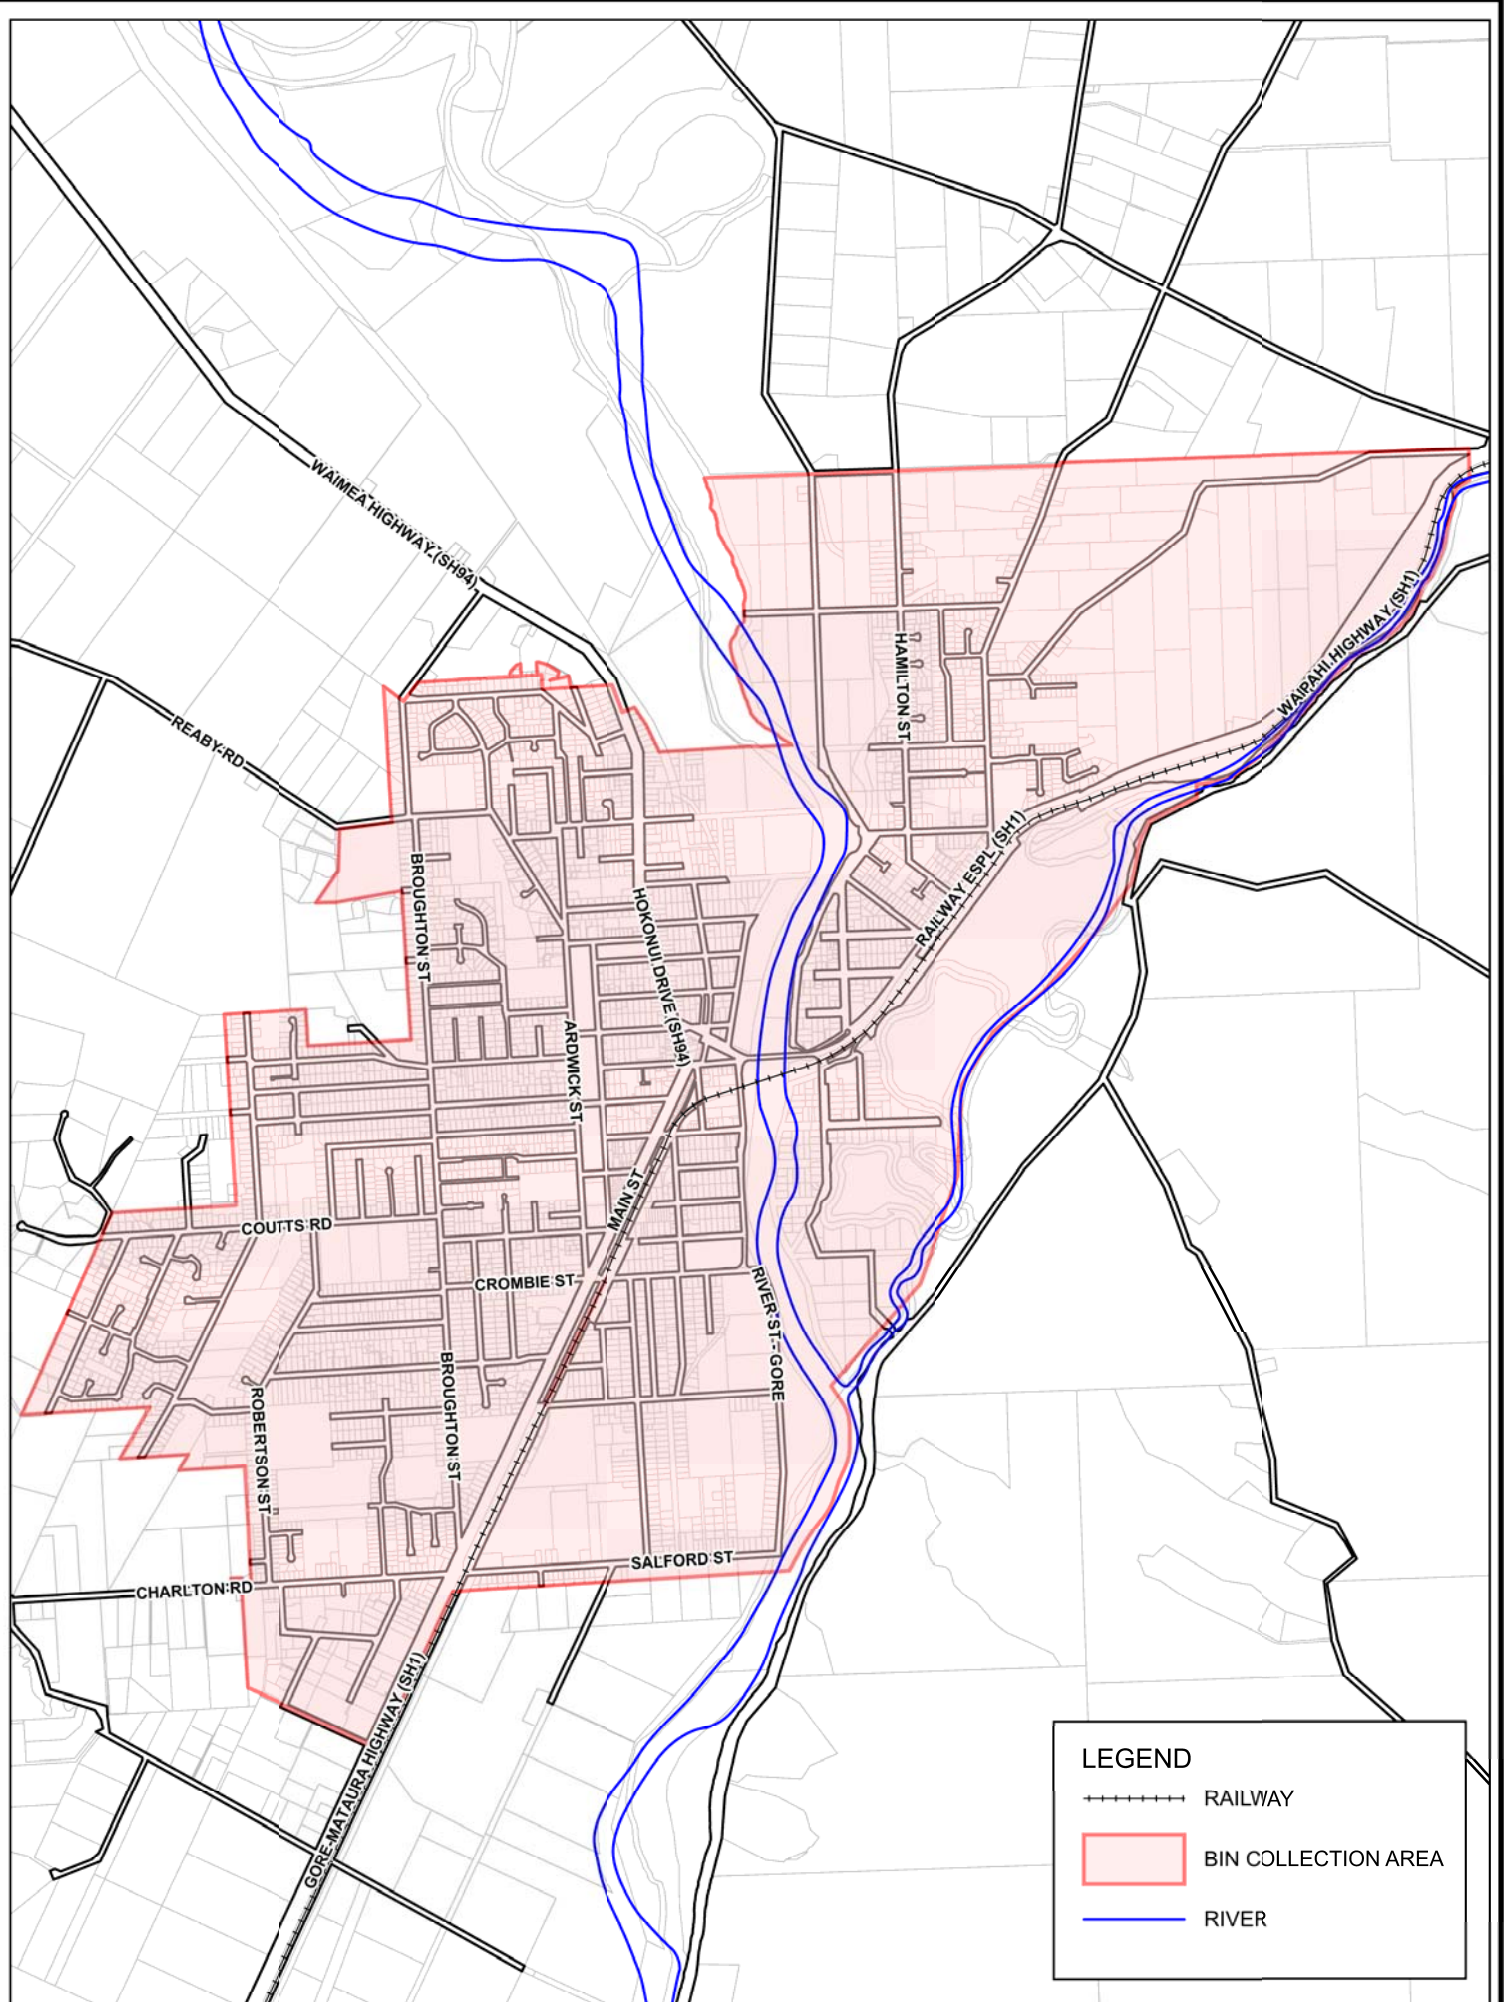 WAIMEA HIGHWAY (SH94)
REABY RD
HAMILTON ST
WAIPAHI HIGHWAY (SH1)
RAILWAY ESPL (SH1)
BROUGHTON ST
HOKONUI DRIVE (SH94)
ARDWICK ST
MAIN ST
COUTTS RD
CROMBIE ST
RIVER ST - GORE
BROUGHTON ST
ROBERTSON ST
SALFORD ST
CHARLTON RD
GORE-MATAURA HIGHWAY (SH1)
LEGEND
RAILWAY
BIN COLLECTION AREA
RIVER